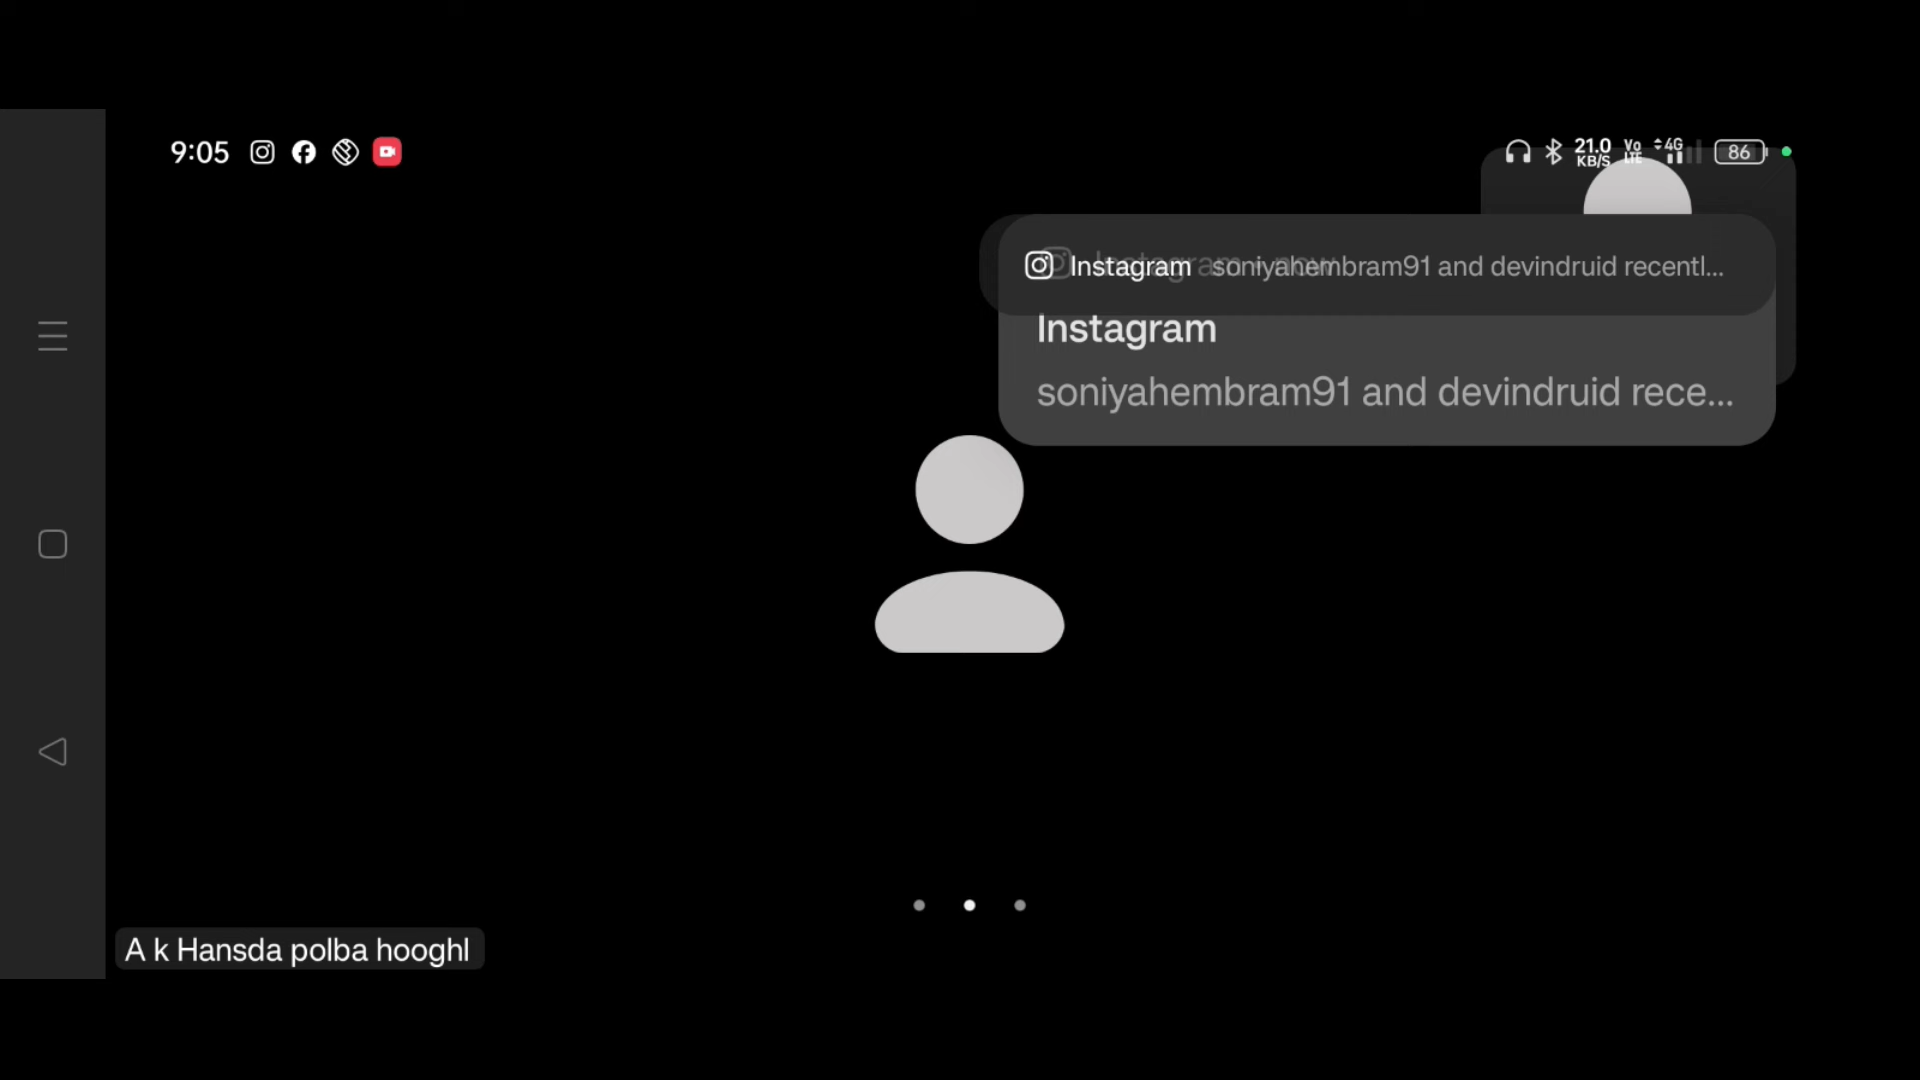 9:05
21.0 KB/S Vo LTE 4G 86
Instagram soniyahembram91 and devindruid recentl...
Instagram
soniyahembram91 and devindruid rece...
A k Hansda polba hooghl